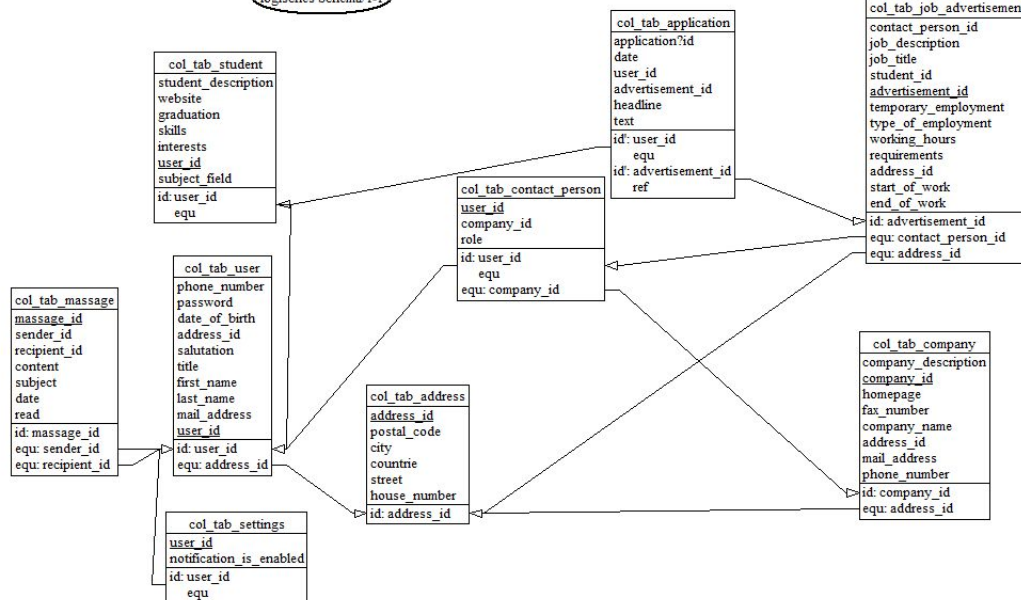 logisches Schema/1-1
col_tab_student
student_description
website
graduation
skills
interests
user_id
subject_field
id: user_id
equ
col_tab_application
application?id
date
user_id
advertisement_id
headline
text
id': user_id
equ
id': advertisement_id
ref
col_tab_job_advertisemen
contact_person_id
job_description
job_title
student_id
advertisement_id
temporary_employment
type_of_employment
working_hours
requirements
address_id
start_of_work
end_of_work
id: advertisement_id
equ: contact_person_id
equ: address_id
col_tab_contact_person
user_id
company_id
role
id: user_id
equ
equ: company_id
col_tab_user
phone_number
password
date_of_birth
address_id
salutation
title
first_name
last_name
mail_address
user_id
id: user_id
equ: address_id
col_tab_massage
massage_id
sender_id
recipient_id
content
subject
date
read
id: massage_id
equ: sender_id
equ: recipient_id
col_tab_address
address_id
postal_code
city
countrie
street
house_number
id: address_id
col_tab_company
company_description
company_id
homepage
fax_number
company_name
address_id
mail_address
phone_number
id: company_id
equ: address_id
col_tab_settings
user_id
notification_is_enabled
id: user_id
equ